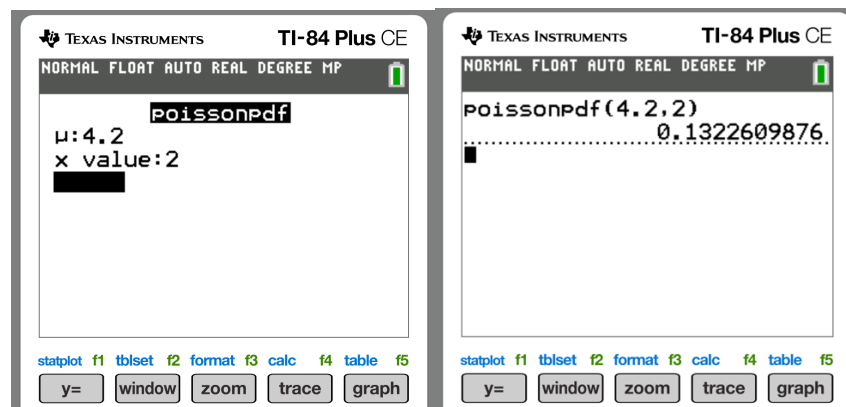 TEXAS INSTRUMENTS TI-84 Plus CE
NORMAL FLOAT AUTO REAL DEGREE MP
poissonpdf
μ:4.2
x value:2
statplot f1 tblset f2 format f3 calc f4 table f5
y= window zoom trace graph
TEXAS INSTRUMENTS TI-84 Plus CE
NORMAL FLOAT AUTO REAL DEGREE MP
poissonpdf(4.2,2)
0.1322609876
statplot f1 tblset f2 format f3 calc f4 table f5
y= window zoom trace graph